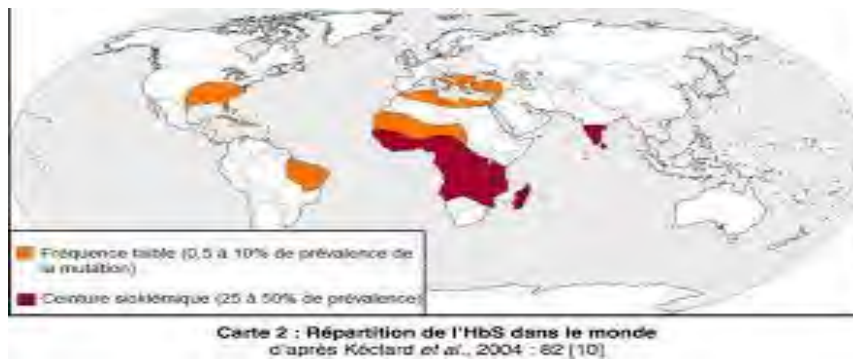 Fréquence faible (0,5 à 10% de prévalence de
la mutation)
Ceinture sicklémique (25 à 50% de prévalence)
Carte 2 : Répartition de l'HbS dans le monde
d'après Kéclard et al., 2004 : 82 [10]